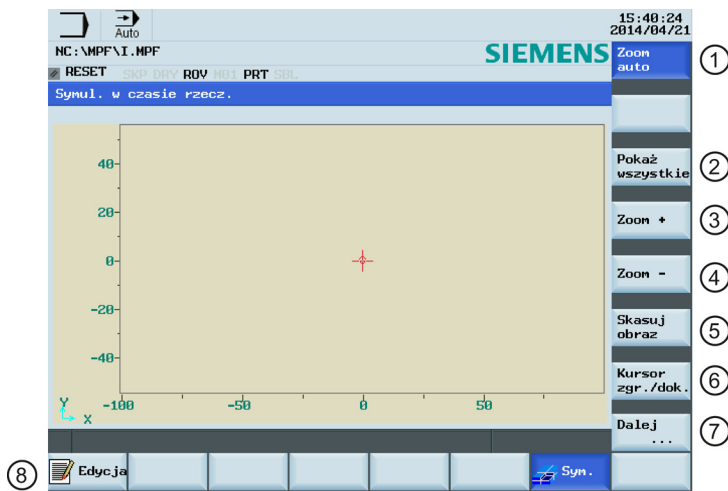 15:40:24
2014/04/21
Auto
NC:\MPF\I.MPF
SIEMENS
RESET SKP DRY ROV M01 PRT SBL
Symul. w czasie rzecz.
Zoom
auto
1
Pokaż
wszystkie
2
Zoom +
3
Zoom -
4
Skasuj
obraz
5
Kursor
zgr./dok.
6
Dalej
...
7
40
20
0
-20
-40
Y
X
-100 -50 0 50
8
Edycja
Sym.